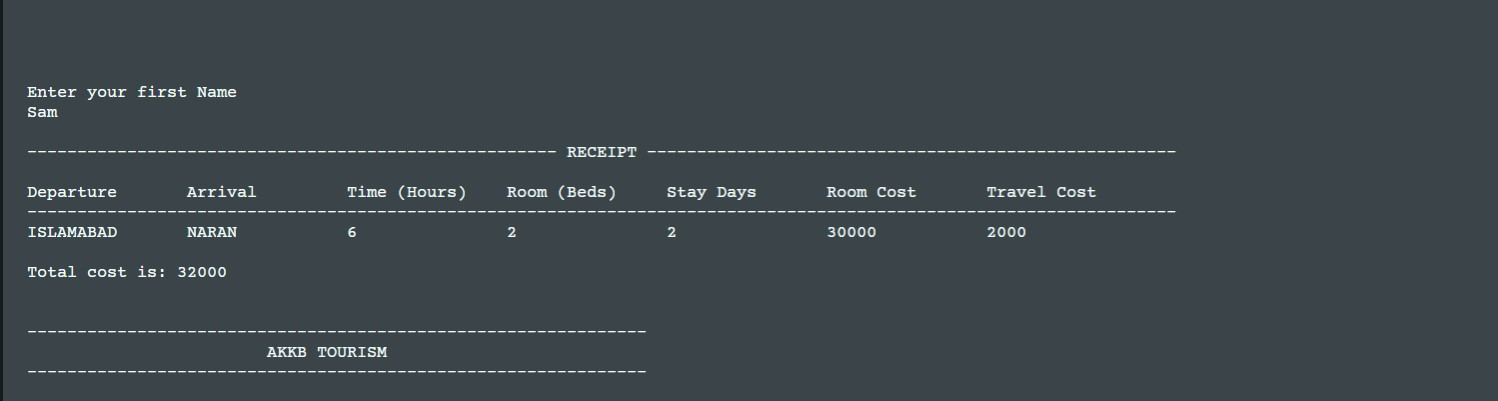 Enter your first Name
Sam
----------------------------------------------------- RECEIPT -----------------------------------------------------
Departure       Arrival         Time (Hours)    Room (Beds)     Stay Days       Room Cost       Travel Cost
-------------------------------------------------------------------------------------------------------------------
ISLAMABAD       NARAN           6               2               2               30000           2000
Total cost is: 32000
--------------------------------------------------------------
                        AKKB TOURISM
--------------------------------------------------------------